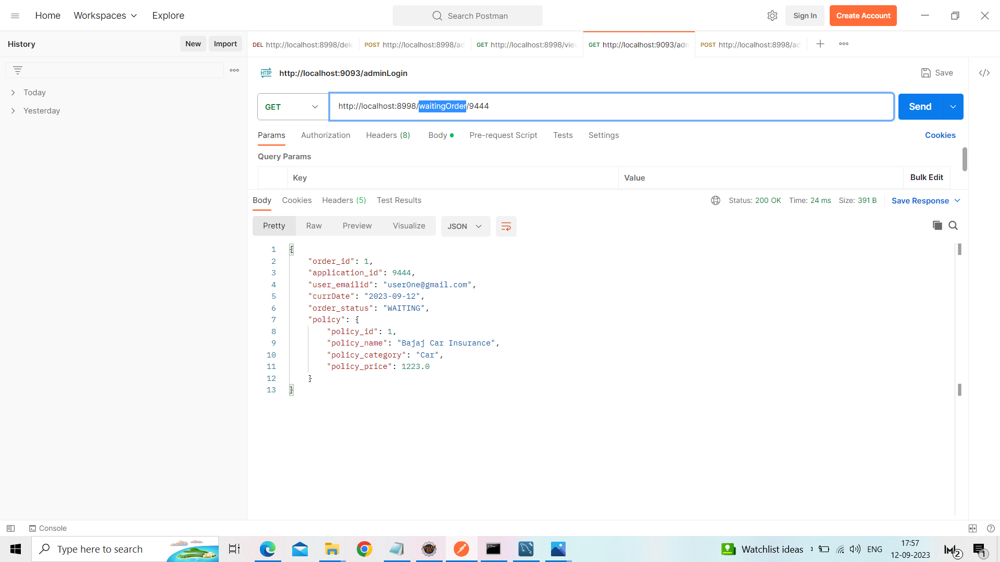 Home Workspaces Explore Search Postman Sign In Create Account
History New Import
DEL http://localhost:8998/dele POST http://localhost:8998/ad GET http://localhost:8998/view GET http://localhost:9093/adm POST http://localhost:8998/ad
HTTP http://localhost:9093/adminLogin Save </>
Today
Yesterday
GET http://localhost:8998/waitingOrder/9444 Send
Params Authorization Headers (8) Body Pre-request Script Tests Settings Cookies
Query Params
Key Value Bulk Edit
Body Cookies Headers (5) Test Results Status: 200 OK Time: 24 ms Size: 391 B Save Response
Pretty Raw Preview Visualize JSON
1 {
2 "order_id": 1,
3 "application_id": 9444,
4 "user_emailid": "userOne@gmail.com",
5 "currDate": "2023-09-12",
6 "order_status": "WAITING",
7 "policy": {
8 "policy_id": 1,
9 "policy_name": "Bajaj Car Insurance",
10 "policy_category": "Car",
11 "policy_price": 1223.0
12 }
13 }
Console
Type here to search Watchlist ideas ENG 17:57
12-09-2023
2
1